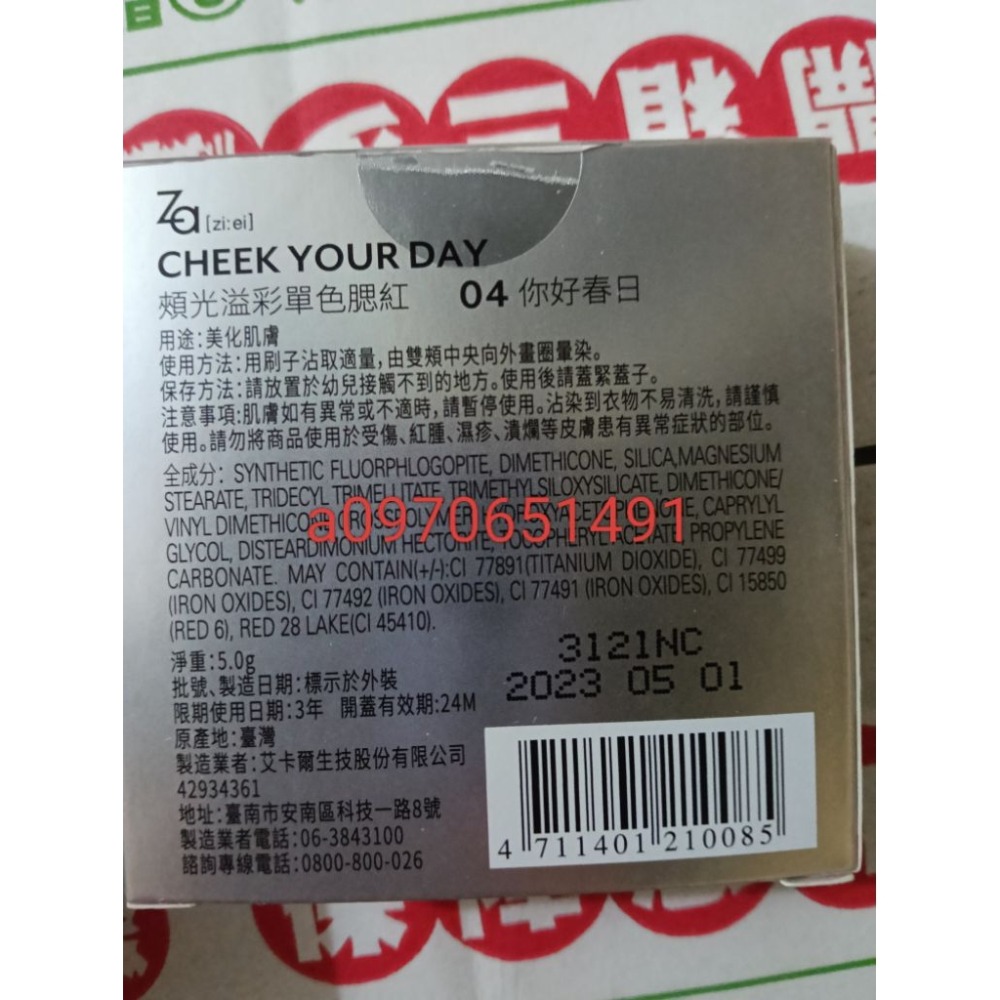 Za [zi:ei]
CHEEK YOUR DAY
頰光溢彩單色腮紅 04 你好春日
用途:美化肌膚
使用方法:用刷子沾取適量,由雙頰中央向外畫圈暈染。
保存方法:請放置於幼兒接觸不到的地方。使用後請蓋緊蓋子。
注意事項:肌膚如有異常或不適時,請暫停使用。沾染到衣物不易清洗,請謹慎
使用。請勿將商品使用於受傷、紅腫、濕疹、潰爛等皮膚患有異常症狀的部位。
全成分: SYNTHETIC FLUORPHLOGOPITE, DIMETHICONE, SILICA,MAGNESIUM
STEARATE, TRIDECYL TRIMELLITATE, TRIMETHYLSILOXYSILICATE, DIMETHICONE/
VINYL DIMETHICONE CAPRYLYL
a0970651491
GLYCOL, DISTEARDIMONIUM HECTORITE, TOCOPHERYL ACETATE, PROPYLENE
CARBONATE. MAY CONTAIN(+/-):CI 77891(TITANIUM DIOXIDE), CI 77499
(IRON OXIDES), CI 77492 (IRON OXIDES), CI 77491 (IRON OXIDES), CI 15850
(RED 6), RED 28 LAKE(CI 45410).
淨重:5.0g
批號、製造日期:標示於外裝
限期使用日期:3年 開蓋有效期:24M
原產地:臺灣
製造業者:艾卡爾生技股份有限公司
42934361
地址:臺南市安南區科技一路8號
製造業者電話:06-3843100
諮詢專線電話:0800-800-026
3121NC
2023 05 01
4 711401 210085